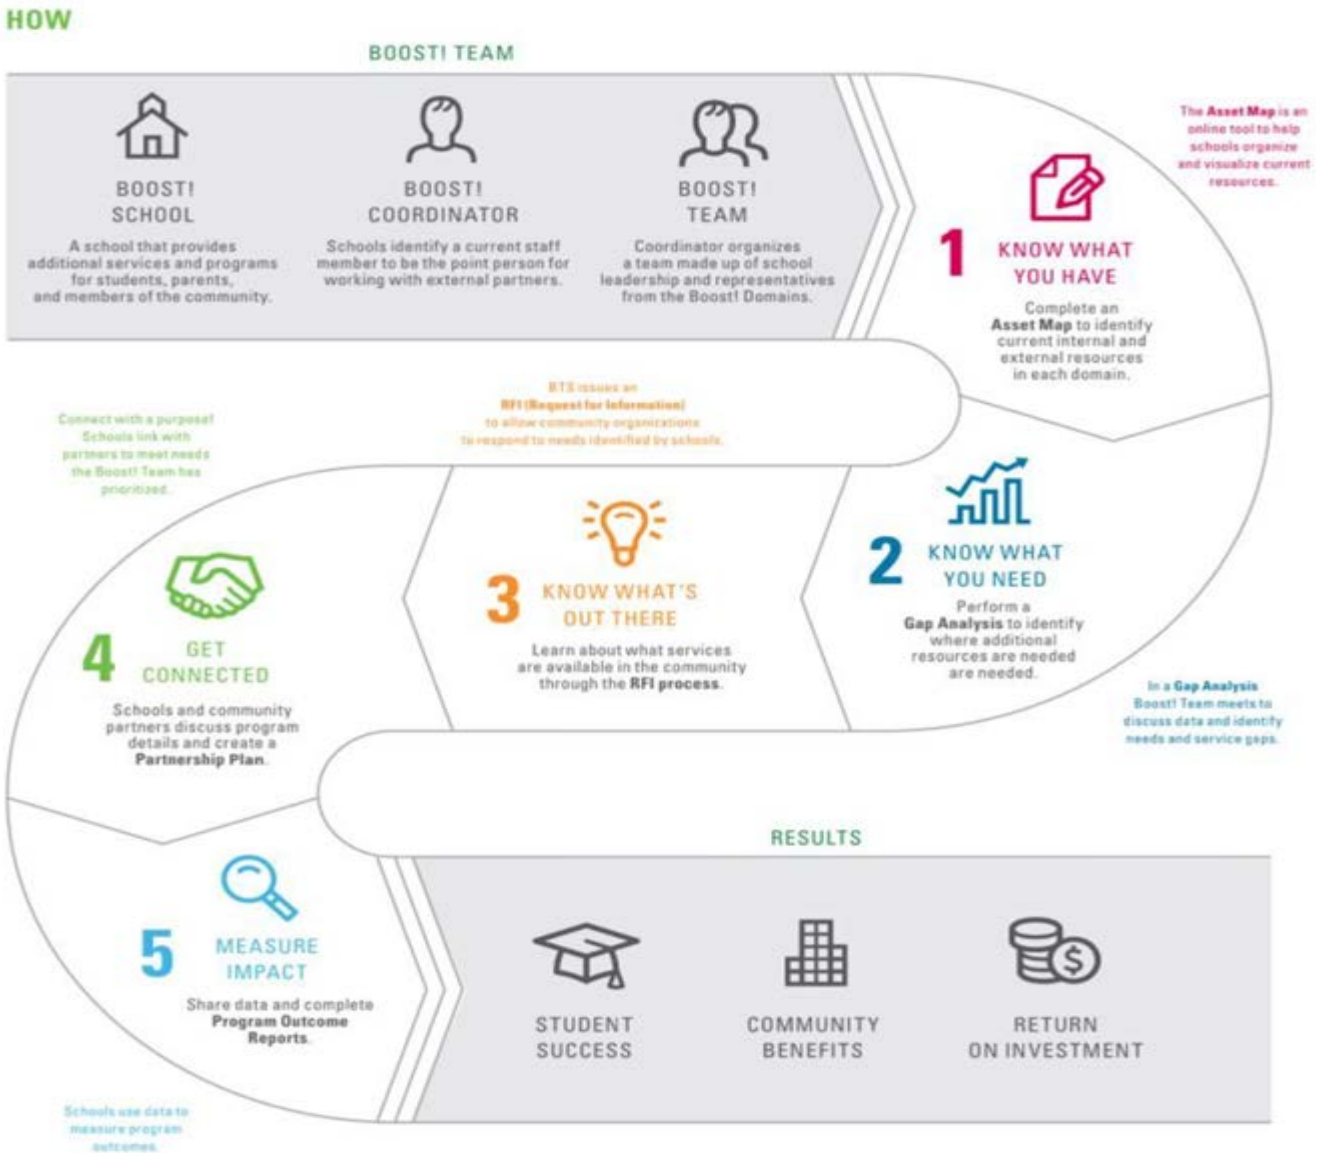 HOW
BOOST! TEAM
BOOST!
SCHOOL
A school that provides
additional services and programs
for students, parents,
and members of the community.
BOOST!
COORDINATOR
Schools identify a current staff
member to be the point person for
working with external partners.
BOOST!
TEAM
Coordinator organizes
a team made up of school
leadership and representatives
from the Boost! Domains.
1
KNOW WHAT
YOU HAVE
Complete an
Asset Map to identify
current internal and
external resources
in each domain.
The Asset Map is an
online tool to help
schools organize
and visualize current
resources.
2
KNOW WHAT
YOU NEED
Perform a
Gap Analysis to identify
where additional
resources are needed
are needed.
In a Gap Analysis
Boost! Team meets to
discuss data and identify
needs and service gaps.
BTS issues an
RFI (Request for Information)
to allow community organizations
to respond to needs identified by schools.
3
KNOW WHAT'S
OUT THERE
Learn about what services
are available in the community
through the RFI process.
Connect with a purpose!
Schools link with
partners to meet needs
the Boost! Team has
prioritized.
4
GET
CONNECTED
Schools and community
partners discuss program
details and create a
Partnership Plan.
5
MEASURE
IMPACT
Share data and complete
Program Outcome
Reports.
Schools use data to
measure program
outcomes.
RESULTS
STUDENT
SUCCESS
COMMUNITY
BENEFITS
$
RETURN
ON INVESTMENT